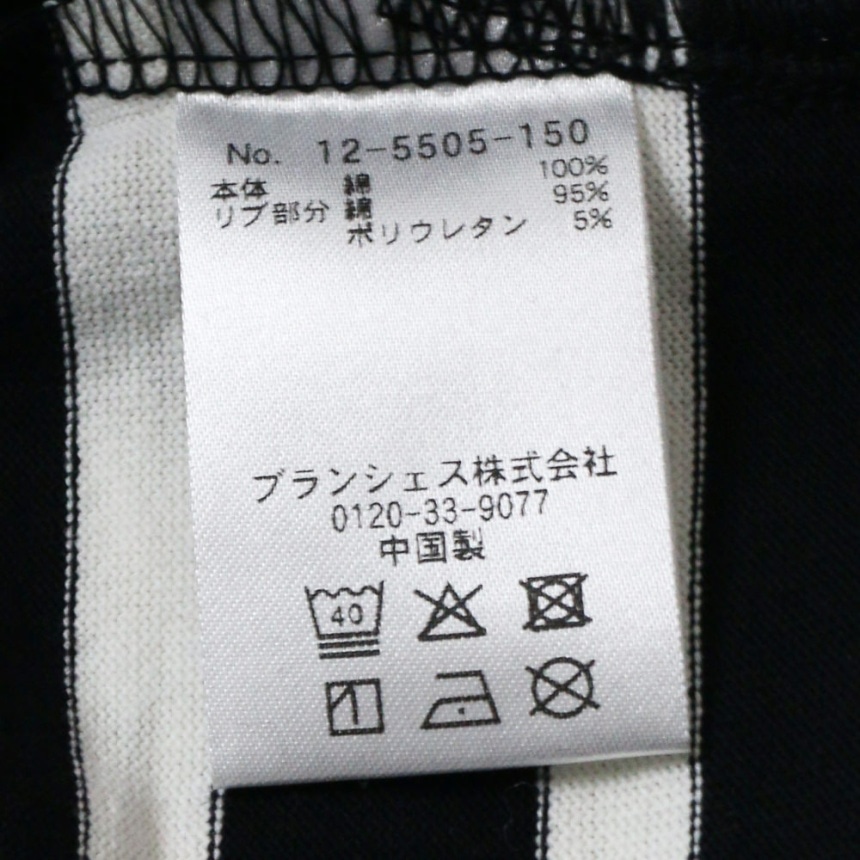 No. 12-5505-150
本体 綿 100%
リブ部分 綿 95%
ポリウレタン 5%
ブランシェス株式会社
0120-33-9077
中国製
40